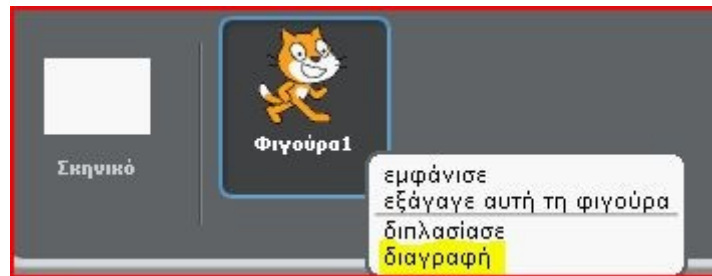 Σκηνικό
Φιγούρα1
εμφάνισε
εξάγαγε αυτή τη φιγούρα
διπλασίασε
διαγραφή